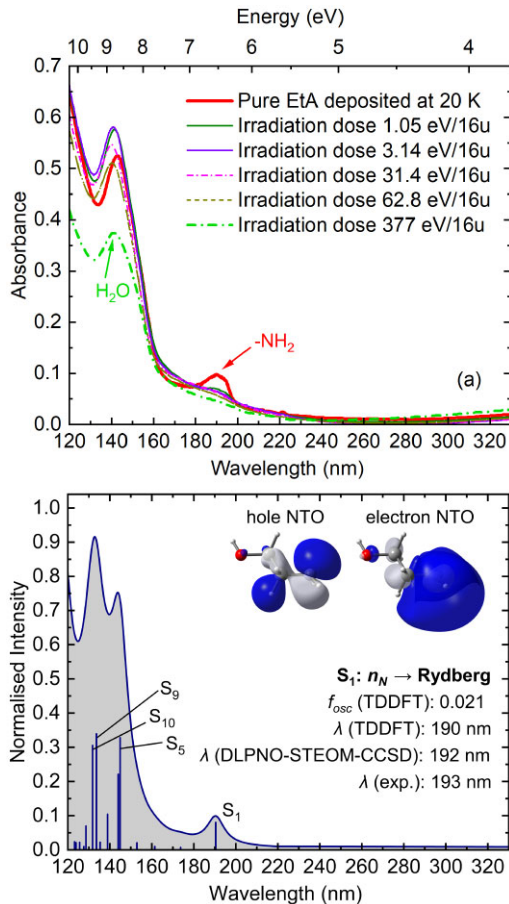 Energy (eV)
10 9 8 7 6 5 4
0.7
0.6
0.5
0.4
0.3
0.2
0.1
0.0
Absorbance
Pure EtA deposited at 20 K
Irradiation dose 1.05 eV/16u
Irradiation dose 3.14 eV/16u
Irradiation dose 31.4 eV/16u
Irradiation dose 62.8 eV/16u
Irradiation dose 377 eV/16u
H₂O
-NH₂
(a)
120 140 160 180 200 220 240 260 280 300 320
Wavelength (nm)
1.0
0.9
0.8
0.7
0.6
0.5
0.4
0.3
0.2
0.1
0.0
Normalised Intensity
hole NTO electron NTO
S₁: n_N → Rydberg
f_osc (TDDFT): 0.021
λ (TDDFT): 190 nm
λ (DLPNO-STEOM-CCSD): 192 nm
λ (exp.): 193 nm
S₉
S₁₀
S₅
S₁
120 140 160 180 200 220 240 260 280 300 320
Wavelength (nm)